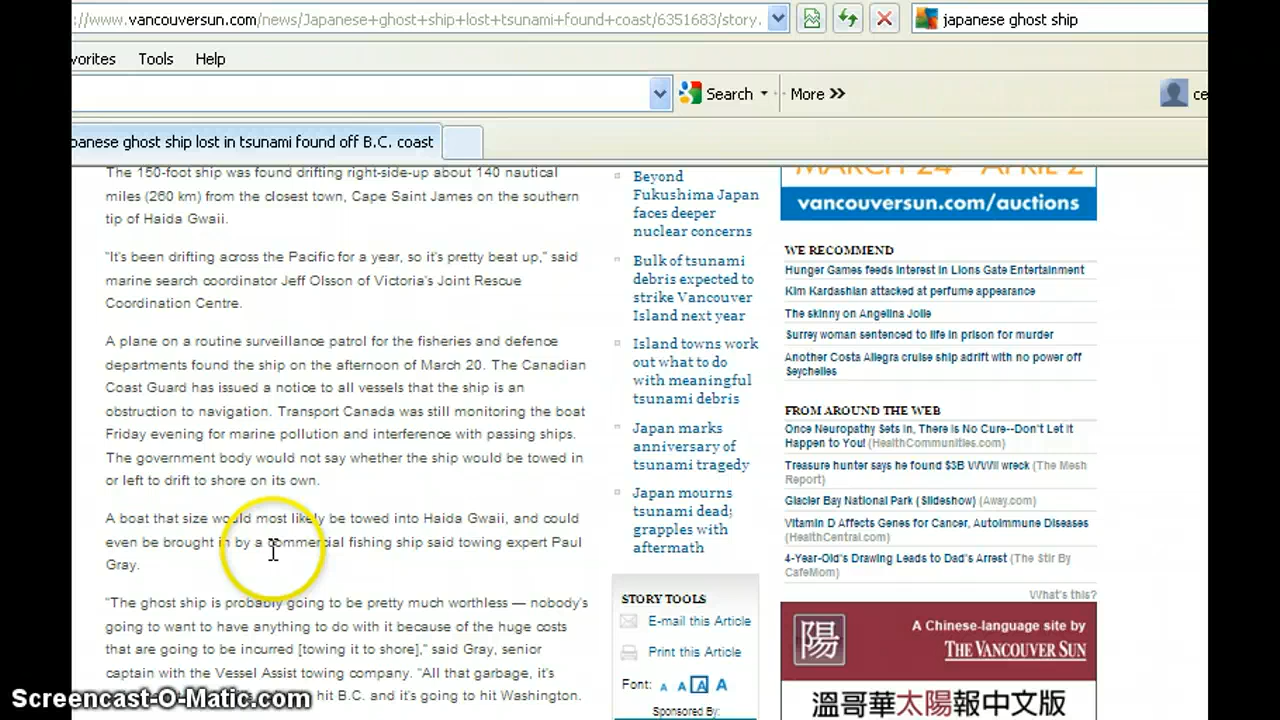 ://www.vancouversun.com/news/Japanese+ghost+ship+lost+tsunami+found+coast/6351683/story.
japanese ghost ship
vorites Tools Help
Search More
ce
panese ghost ship lost in tsunami found off B.C. coast
The 150-foot ship was found drifting right-side-up about 140 nautical
miles (260 km) from the closest town, Cape Saint James on the southern
tip of Haida Gwaii.
"It's been drifting across the Pacific for a year, so it's pretty beat up," said
marine search coordinator Jeff Olsson of Victoria's Joint Rescue
Coordination Centre.
A plane on a routine surveillance patrol for the fisheries and defence
departments found the ship on the afternoon of March 20. The Canadian
Coast Guard has issued a notice to all vessels that the ship is an
obstruction to navigation. Transport Canada was still monitoring the boat
Friday evening for marine pollution and interference with passing ships.
The government body would not say whether the ship would be towed in
or left to drift to shore on its own.
A boat that size would most likely be towed into Haida Gwaii, and could
even be brought in by a commercial fishing ship said towing expert Paul
Gray.
"The ghost ship is probably going to be pretty much worthless — nobody's
going to want to have anything to do with it because of the huge costs
that are going to be incurred [towing it to shore]," said Gray, senior
captain with the Vessel Assist towing company. "All that garbage, it's
hit B.C. and it's going to hit Washington.
Beyond
Fukushima Japan
faces deeper
nuclear concerns
Bulk of tsunami
debris expected to
strike Vancouver
Island next year
Island towns work
out what to do
with meaningful
tsunami debris
Japan marks
anniversary of
tsunami tragedy
Japan mourns
tsunami dead;
grapples with
aftermath
STORY TOOLS
E-mail this Article
Print this Article
Font: A A A A
Sponsored By:
MARCH 24 - APRIL 2
vancouversun.com/auctions
WE RECOMMEND
Hunger Games feeds interest in Lions Gate Entertainment
Kim Kardashian attacked at perfume appearance
The skinny on Angelina Jolie
Surrey woman sentenced to life in prison for murder
Another Costa Allegra cruise ship adrift with no power off
Seychelles
FROM AROUND THE WEB
Once Neuropathy Sets In, There is No Cure--Don't Let it
Happen to You! (HealthCommunities.com)
Treasure hunter says he found $3B WWII wreck (The Mesh
Report)
Glacier Bay National Park (Slideshow) (Away.com)
Vitamin D Affects Genes for Cancer, Autoimmune Diseases
(HealthCentral.com)
4-Year-Old's Drawing Leads to Dad's Arrest (The Stir By
CafeMom)
What's this?
陽
A Chinese-language site by
THE VANCOUVER SUN
溫哥華太陽報中文版
Screencast-O-Matic.com